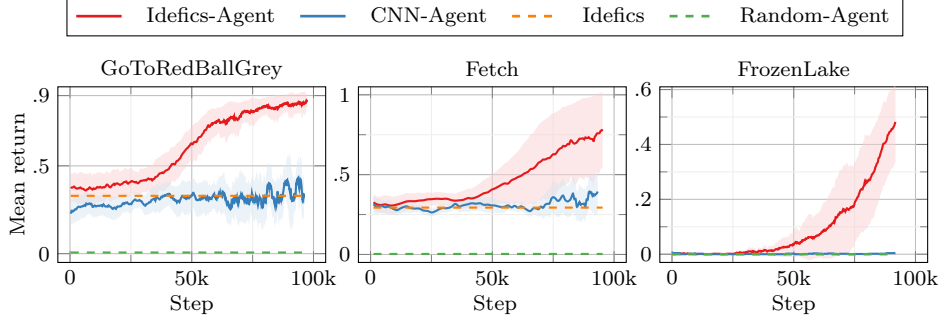 Idefics-Agent CNN-Agent Idefics Random-Agent
GoToRedBallGrey Fetch FrozenLake
Mean return
.9
.5
0
0 50k 100k
Step
1
0.5
0
0 50k 100k
Step
.6
.4
.2
0
0 50k 100k
Step